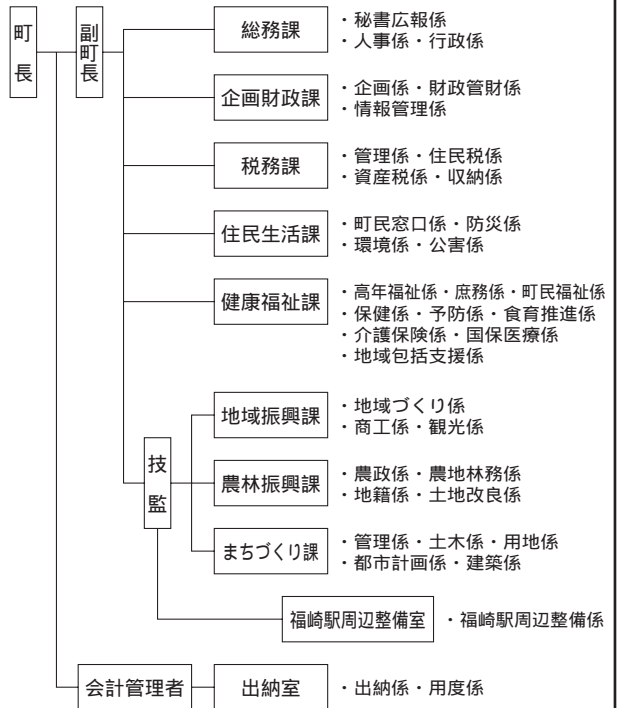 町長
副町長
総務課
・秘書広報係
・人事係・行政係
企画財政課
・企画係・財政管財係
・情報管理係
税務課
・管理係・住民税係
・資産税係・収納係
住民生活課
・町民窓口係・防災係
・環境係・公害係
健康福祉課
・高年福祉係・庶務係・町民福祉係
・保健係・予防係・食育推進係
・介護保険係・国保医療係
・地域包括支援係
技監
地域振興課
・地域づくり係
・商工係・観光係
農林振興課
・農政係・農地林務係
・地籍係・土地改良係
まちづくり課
・管理係・土木係・用地係
・都市計画係・建築係
福崎駅周辺整備室
・福崎駅周辺整備係
会計管理者
出納室
・出納係・用度係